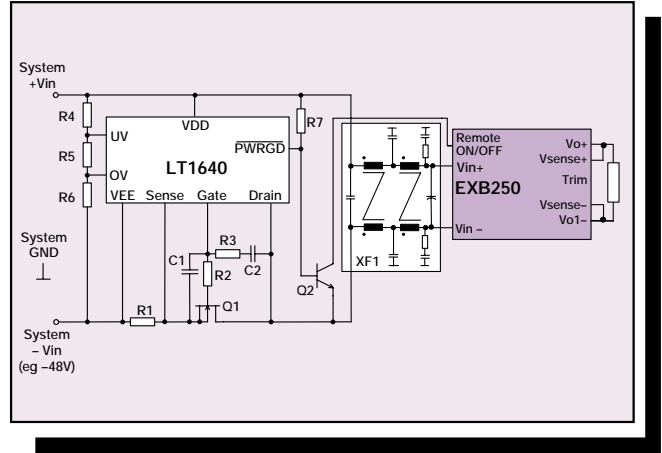 System
+Vin
R4
R5
R6
UV
OV
VDD
PWRGD
LT1640
VEE Sense Gate Drain
R7
Remote
ON/OFF
Vin+
EXB250
Vin -
Vo+
Vsense+
Trim
Vsense–
Vo1–
XF1
System
GND
C1
R3
R2
C2
Q2
R1
Q1
System
– Vin
(eg –48V)